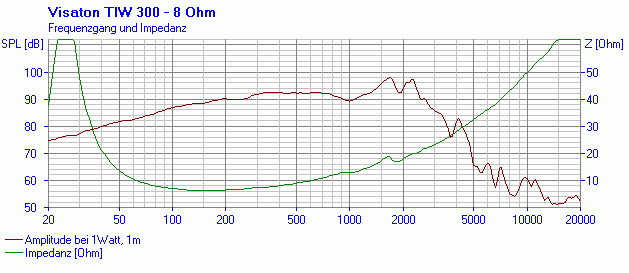 Visaton TIW 300 - 8 Ohm
Frequenzgang und Impedanz
SPL [dB] Z [Ohm]
100 50
90 40
80 30
70 20
60 10
50
20 50 100 200 500 1000 2000 5000 10000 20000
Amplitude bei 1Watt, 1m
Impedanz [Ohm]